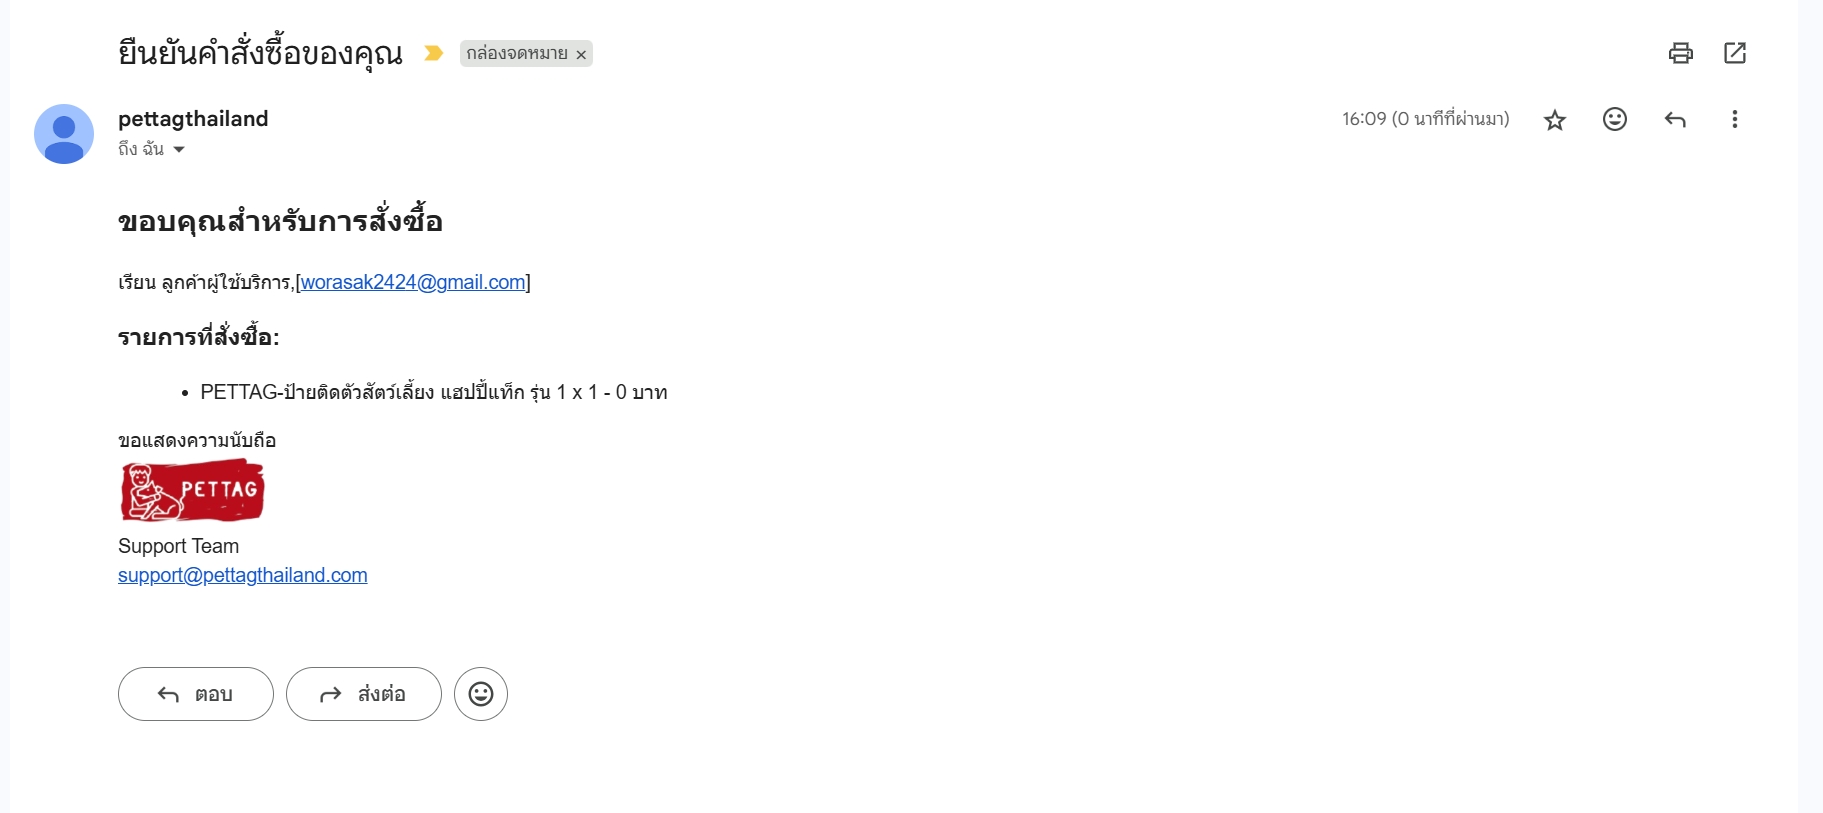 ยืนยันคำสั่งซื้อของคุณ กล่องจดหมาย ×
pettagthailand
16:09 (0 นาทีที่ผ่านมา)
ถึง ฉัน
ขอบคุณสำหรับการสั่งซื้อ
เรียน ลูกค้าผู้ใช้บริการ,[worasak2424@gmail.com]
รายการที่สั่งซื้อ:
• PETTAG-ป้ายติดตัวสัตว์เลี้ยง แฮปปี้แท็ก รุ่น 1 x 1 - 0 บาท
ขอแสดงความนับถือ
PETTAG
Support Team
support@pettagthailand.com
ตอบ ส่งต่อ